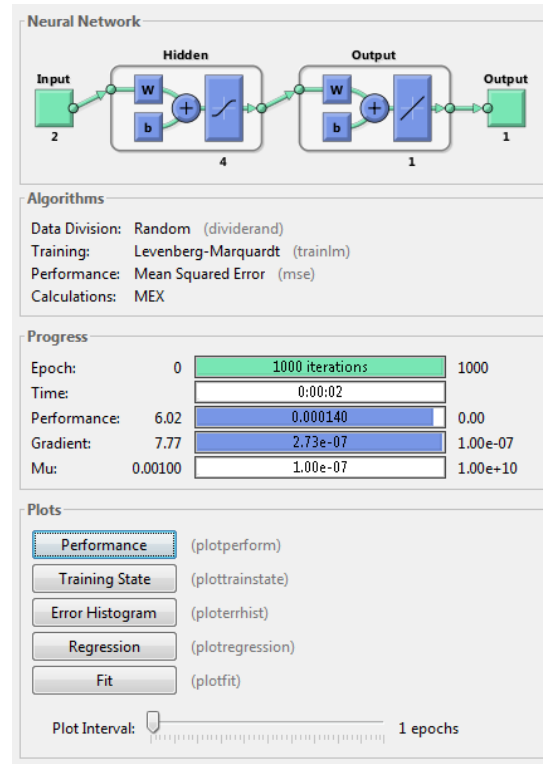 Neural Network
Hidden
Output
Input
Output
W
W
b
b
2
4
1
1
Algorithms
Data Division: Random (dividerand)
Training: Levenberg-Marquardt (trainlm)
Performance: Mean Squared Error (mse)
Calculations: MEX
Progress
Epoch: 0 1000 iterations 1000
Time: 0:00:02
Performance: 6.02 0.000140 0.00
Gradient: 7.77 2.73e-07 1.00e-07
Mu: 0.00100 1.00e-07 1.00e+10
Plots
Performance (plotperform)
Training State (plottrainstate)
Error Histogram (ploterrhist)
Regression (plotregression)
Fit (plotfit)
Plot Interval: 1 epochs